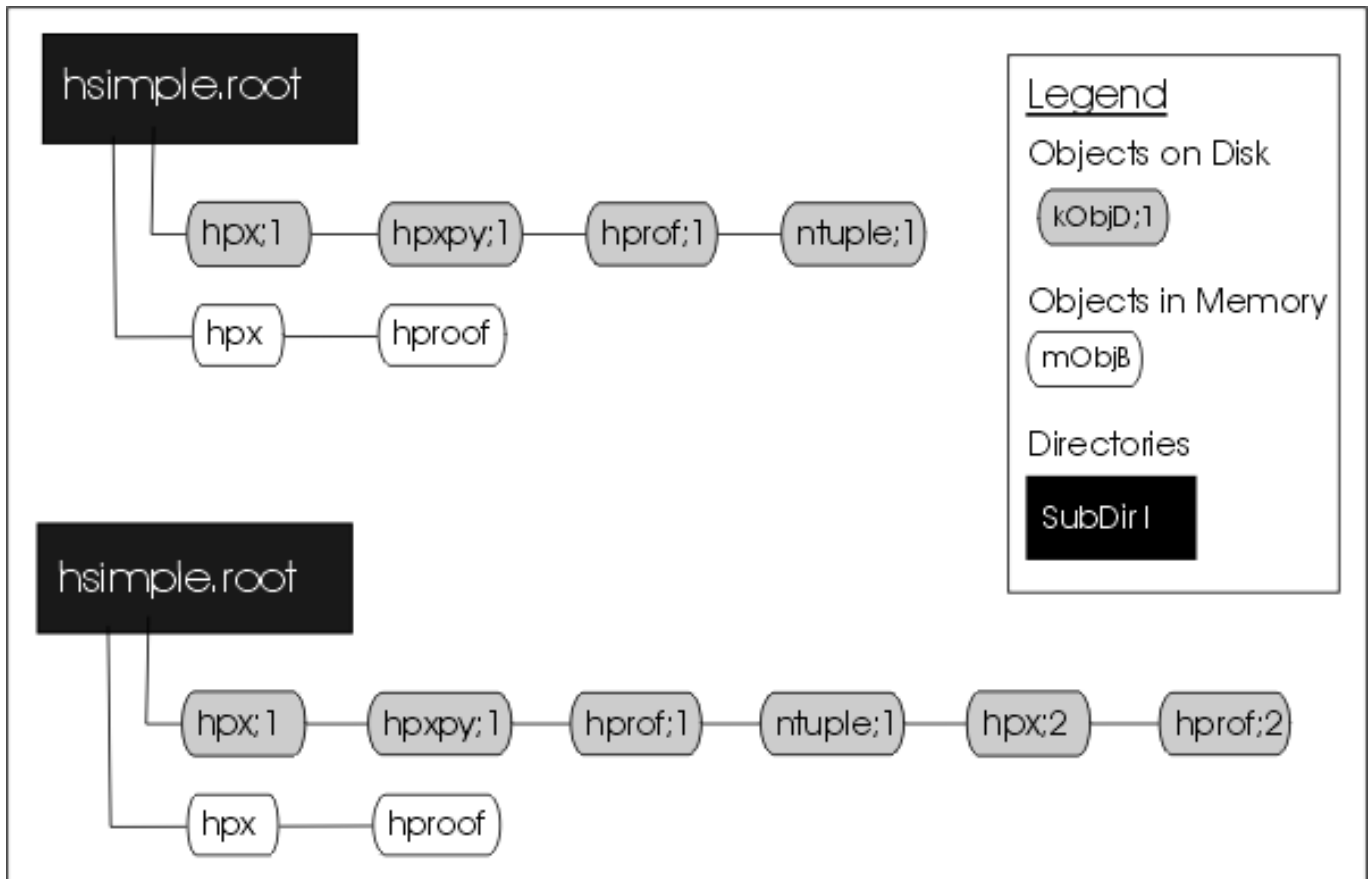 hsimple.root
hpx;1 hpxpy;1 hprof;1 ntuple;1
hpx hproof
Legend
Objects on Disk
kObjD;1
Objects in Memory
mObjB
Directories
SubDir1
hsimple.root
hpx;1 hpxpy;1 hprof;1 ntuple;1 hpx;2 hprof;2
hpx hproof